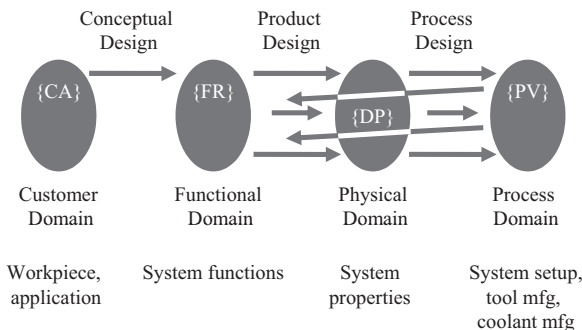 Conceptual Design
Product Design
Process Design
{CA}
{FR}
{DP}
{PV}
Customer Domain
Functional Domain
Physical Domain
Process Domain
Workpiece, application
System functions
System properties
System setup, tool mfg, coolant mfg